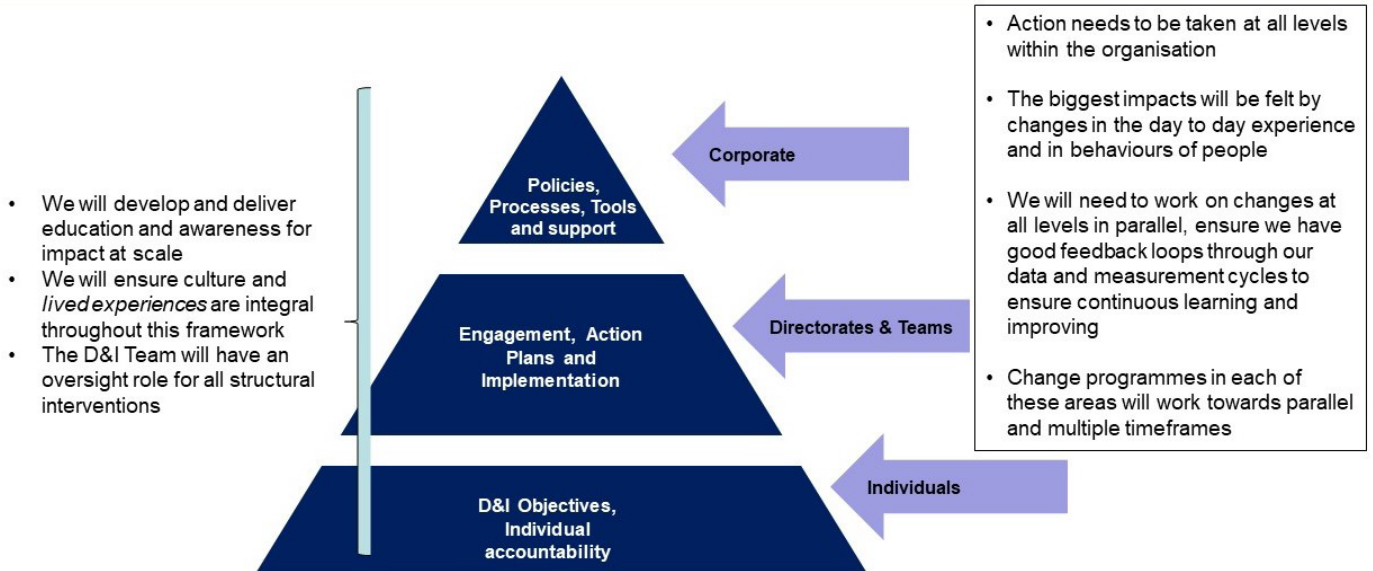 • We will develop and deliver
education and awareness for
impact at scale
• We will ensure culture and
lived experiences are integral
throughout this framework
• The D&I Team will have an
oversight role for all structural
interventions
Policies,
Processes, Tools
and support
Engagement, Action
Plans and
Implementation
D&I Objectives,
Individual
accountability
Corporate
Directorates & Teams
Individuals
• Action needs to be taken at all levels
within the organisation
• The biggest impacts will be felt by
changes in the day to day experience
and in behaviours of people
• We will need to work on changes at
all levels in parallel, ensure we have
good feedback loops through our
data and measurement cycles to
ensure continuous learning and
improving
• Change programmes in each of
these areas will work towards parallel
and multiple timeframes